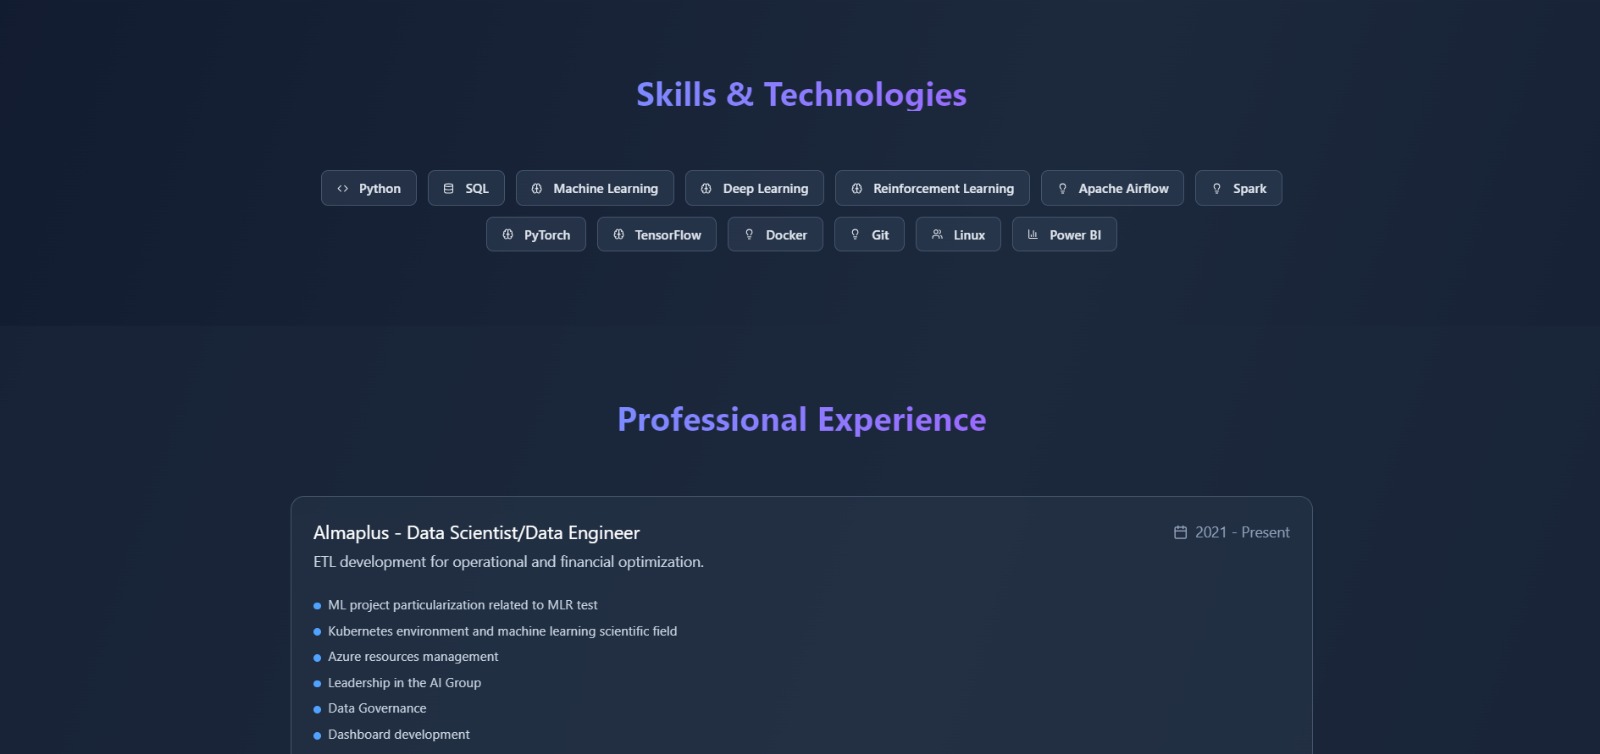 Skills & Technologies
Python SQL Machine Learning Deep Learning Reinforcement Learning Apache Airflow Spark
PyTorch TensorFlow Docker Git Linux Power BI
Professional Experience
Almaplus - Data Scientist/Data Engineer 2021 - Present
ETL development for operational and financial optimization.
ML project particularization related to MLR test
Kubernetes environment and machine learning scientific field
Azure resources management
Leadership in the AI Group
Data Governance
Dashboard development